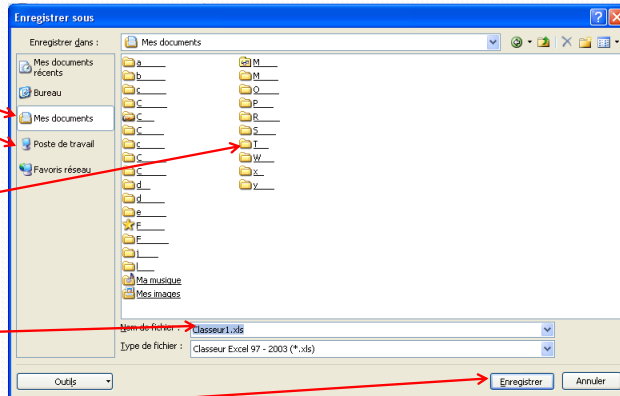 Enregistrer sous
Enregistrer dans :
Mes documents
Mes documents récents
Bureau
Mes documents
Poste de travail
Favoris réseau
a
b
c
C
C
C
c
C
C
d
d
e
F
F
i
l
Ma musique
Mes images
M
M
O
P
R
S
T
W
x
y
Nom de fichier :
Classeur1.xls
Type de fichier :
Classeur Excel 97 - 2003 (*.xls)
Outils
Enregistrer
Annuler